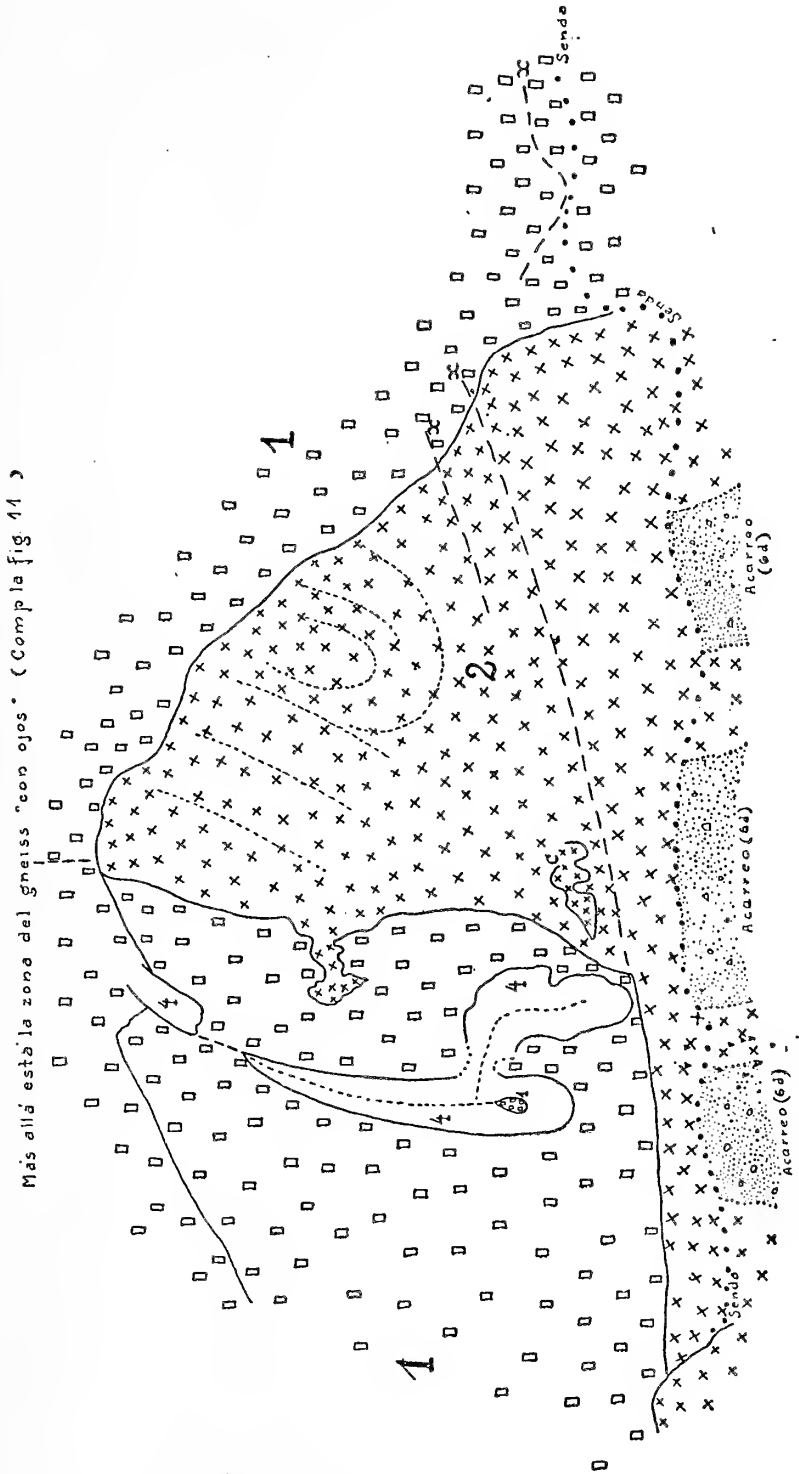 Más allá está la zona del gneiss "con ojos" (Comp la fig. 11)
1
1
2
4
4
4
1
c
x
x
x
Senda
Senda
Senda
Acarreo (6d)
Acarreo (6d)
Acarreo (6d)